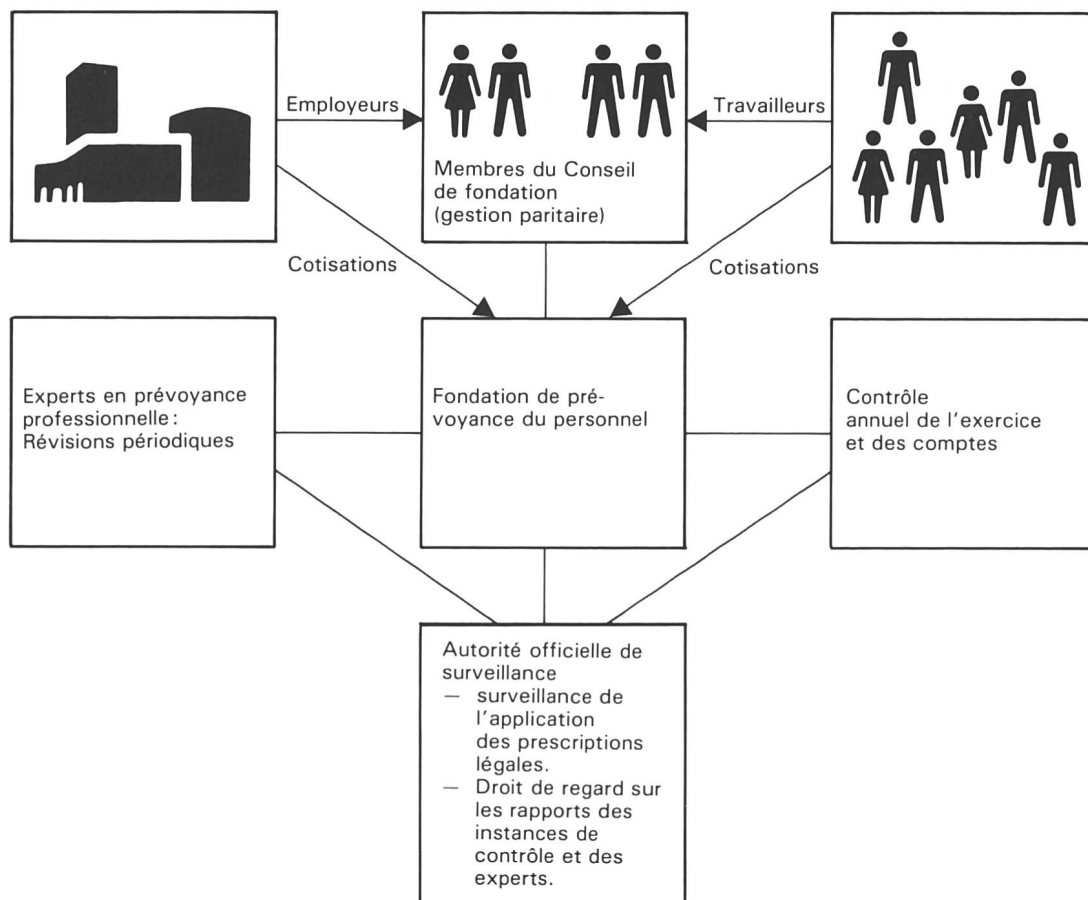 Employeurs
Travailleurs
Membres du Conseil
de fondation
(gestion paritaire)
Cotisations
Cotisations
Experts en prévoyance
professionnelle:
Révisions périodiques
Fondation de pré-
voyance du personnel
Contrôle
annuel de l'exercice
et des comptes
Autorité officielle de
surveillance
— surveillance de
l'application
des prescriptions
légales.
— Droit de regard sur
les rapports des
instances de
contrôle et des
experts.